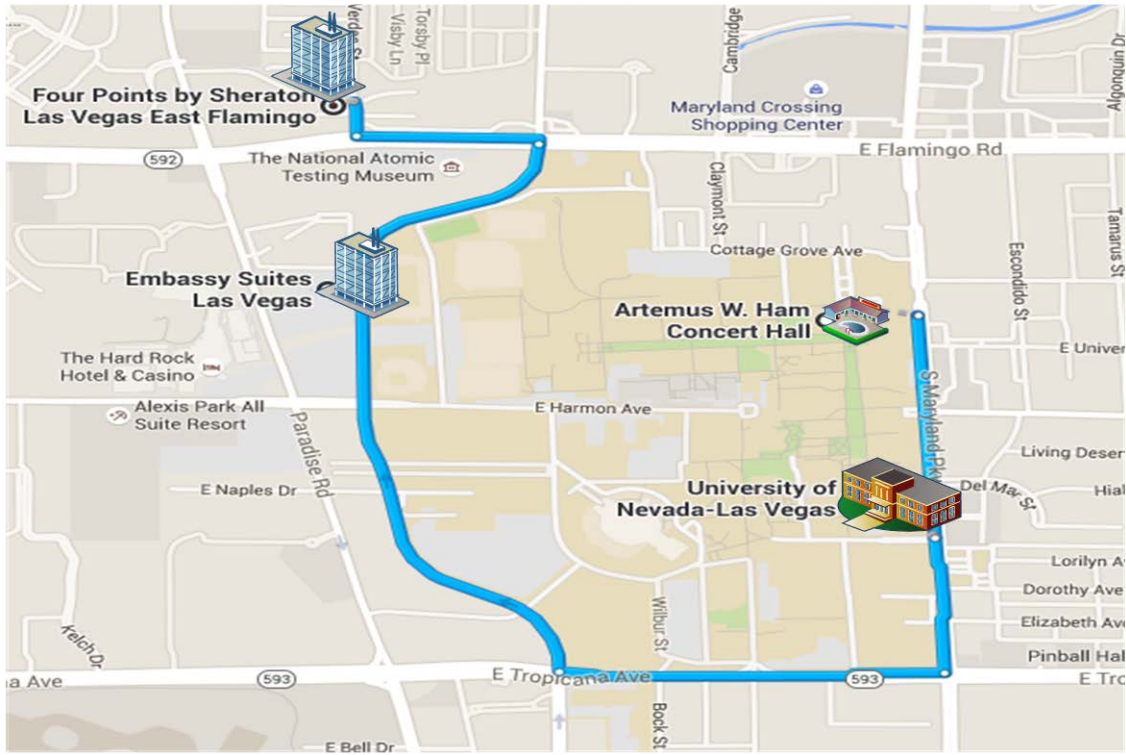 Verde
Visby Ln
Torsby Pl
Cambridge
Algonquin Dr
Four Points by Sheraton
Las Vegas East Flamingo
Maryland Crossing
Shopping Center
592
The National Atomic
Testing Museum
E Flamingo Rd
Claymont St
Tamarus St
Escondido St
Cottage Grove Ave
Embassy Suites
Las Vegas
Artemus W. Ham
Concert Hall
The Hard Rock
Hotel & Casino
E Univer
S Maryland Pk
Alexis Park All
Suite Resort
E Harmon Ave
Paradise Rd
Living Desert
E Naples Dr
University of
Nevada-Las Vegas
Del Mar St
Hial
Lorilyn A
Dorothy Ave
Wilbur St
Elizabeth Ave
Kelch Dr
Pinball Hal
na Ave
593
E Tropicana Ave
593
E Tro
Bock St
E Bell Dr